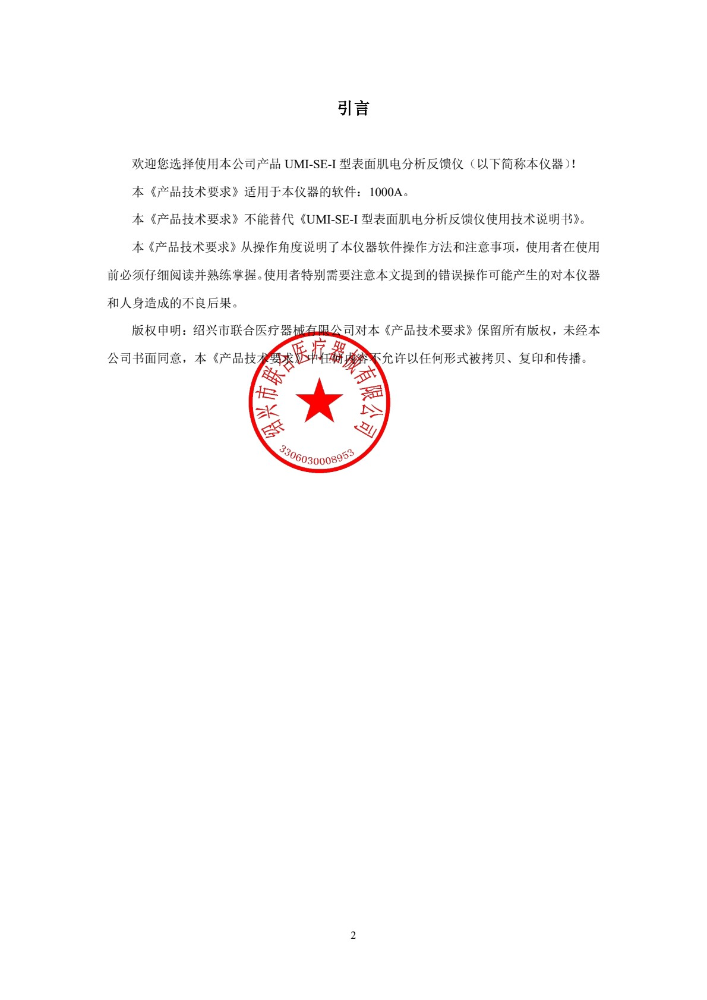 引言
欢迎您选择使用本公司产品 UMI-SE-I 型表面肌电分析反馈仪（以下简称本仪器）！
本《产品技术要求》适用于本仪器的软件：1000A。
本《产品技术要求》不能替代《UMI-SE-I 型表面肌电分析反馈仪使用技术说明书》。
本《产品技术要求》从操作角度说明了本仪器软件操作方法和注意事项，使用者在使用
前必须仔细阅读并熟练掌握。使用者特别需要注意本文提到的错误操作可能产生的对本仪器
和人身造成的不良后果。
版权申明：绍兴市联合医疗器械有限公司对本《产品技术要求》保留所有版权，未经本
公司书面同意，本《产品技术要求》中任何内容不允许以任何形式被拷贝、复印和传播。
绍兴市联合医疗器械有限公司
3306030008953
2